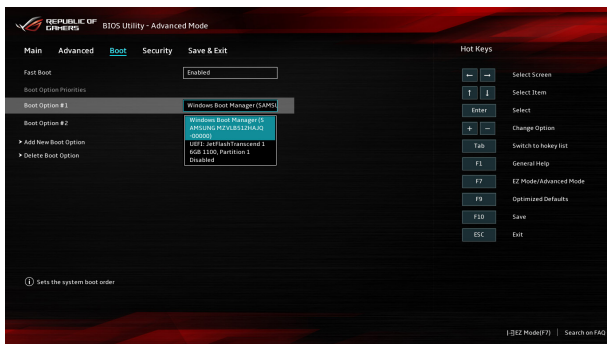 REPUBLIC OF
GAMERS
BIOS Utility - Advanced Mode
Main Advanced Boot Security Save & Exit
Hot Keys
Fast Boot Enabled
Boot Option Priorities
Boot Option #1 Windows Boot Manager (SAMSU
Boot Option #2
Windows Boot Manager (S
AMSUNG MZVLB512HAJQ
-00000)
UEFI: JetFlashTranscend 1
6GB 1100, Partition 1
Disabled
> Add New Boot Option
> Delete Boot Option
← → Select Screen
↑ ↓ Select Item
Enter Select
+ - Change Option
Tab Switch to hokey list
F1 General Help
F7 EZ Mode/Advanced Mode
F9 Optimized Defaults
F10 Save
ESC Exit
i Sets the system boot order
EZ Mode(F7) | Search on FAQ